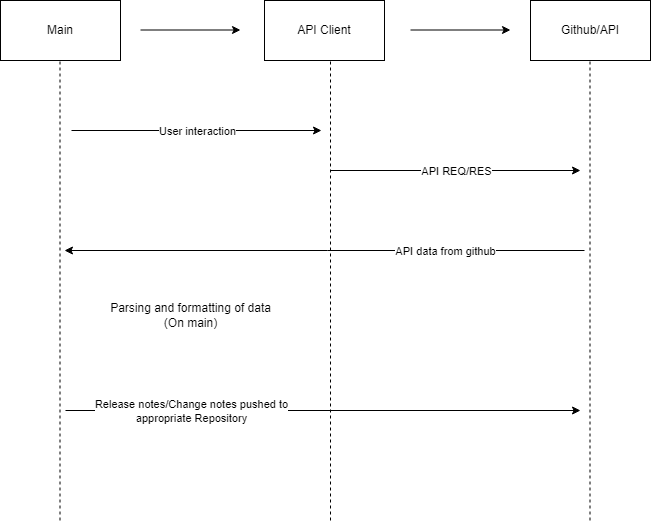 Main
API Client
Github/API
User interaction
API REQ/RES
API data from github
Parsing and formatting of data
(On main)
Release notes/Change notes pushed to
appropriate Repository